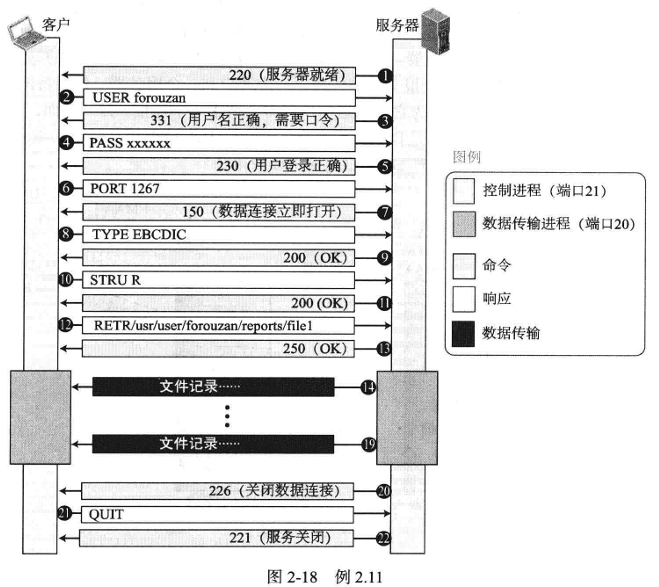 客户
服务器
220（服务器就绪） 1
2 USER forouzan
331（用户名正确，需要口令） 3
4 PASS xxxxxx
230（用户登录正确） 5
6 PORT 1267
150（数据连接立即打开） 7
8 TYPE EBCDIC
200（OK） 9
10 STRU R
200 (OK) 11
12 RETR/usr/user/forouzan/reports/file1
250（OK） 13
文件记录…… 14
文件记录…… 19
226（关闭数据连接） 20
21 QUIT
221（服务关闭） 22
图例
控制进程（端口21）
数据传输进程（端口20）
命令
响应
数据传输
图 2-18 例 2.11